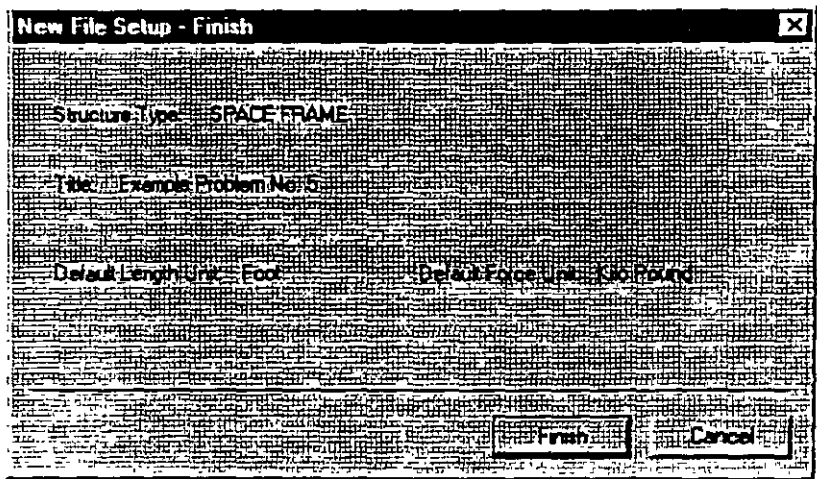 New File Setup - Finish
Structure Type: SPACE FRAME
Title: Example Problem No. 5
Default Length Unit: Foot
Default Force Unit: Kilo Pound
Finish
Cancel